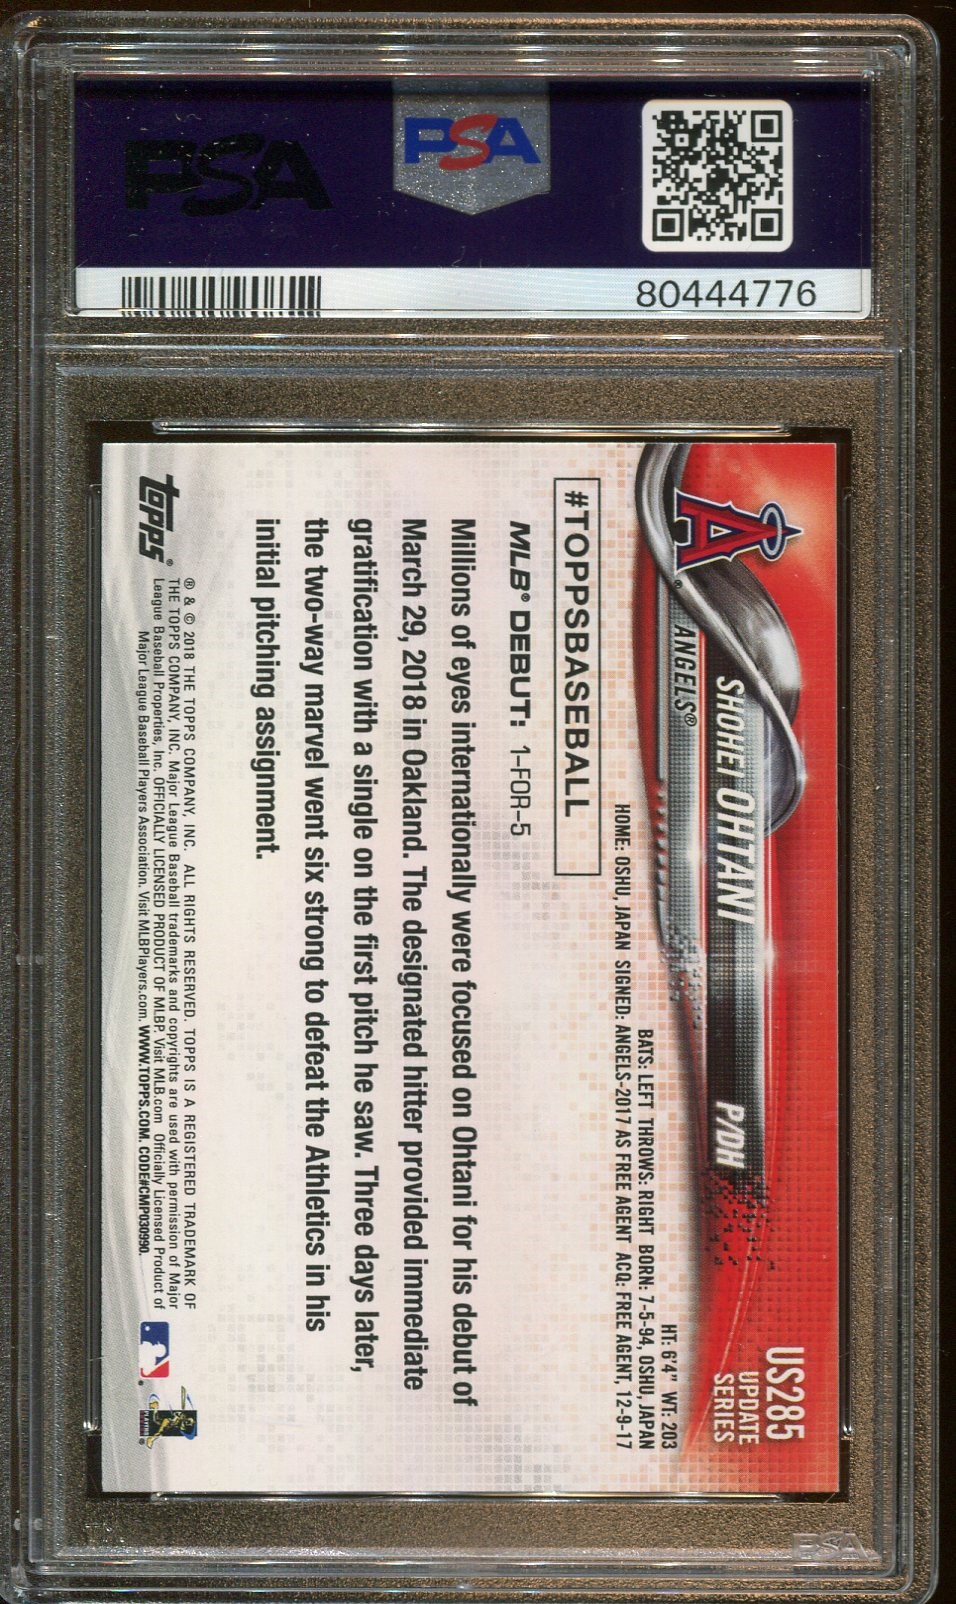 PSA
PSA
80444776
US285
UPDATE
SERIES
SHOHEI OHTANI P/DH
ANGELS®
HT: 6'4" WT: 203
BATS: LEFT THROWS: RIGHT BORN: 7-5-94, OSHU, JAPAN
HOME: OSHU, JAPAN SIGNED: ANGELS-2017 AS FREE AGENT ACQ: FREE AGENT, 12-9-17
#TOPPSBASEBALL
MLB® DEBUT: 1-FOR-5
Millions of eyes internationally were focused on Ohtani for his debut of
March 29, 2018 in Oakland. The designated hitter provided immediate
gratification with a single on the first pitch he saw. Three days later,
the two-way marvel went six strong to defeat the Athletics in his
initial pitching assignment.
topps®
® & © 2018 THE TOPPS COMPANY, INC. ALL RIGHTS RESERVED. TOPPS IS A REGISTERED TRADEMARK OF
THE TOPPS COMPANY, INC. Major League Baseball trademarks and copyrights are used with permission of Major
League Baseball Properties, Inc. OFFICIALLY LICENSED PRODUCT OF MLBP. Visit MLB.com Officially Licensed Product of
Major League Baseball Players Association. Visit MLBPlayers.com. WWW.TOPPS.COM. CODE#CMP030990.
PSA